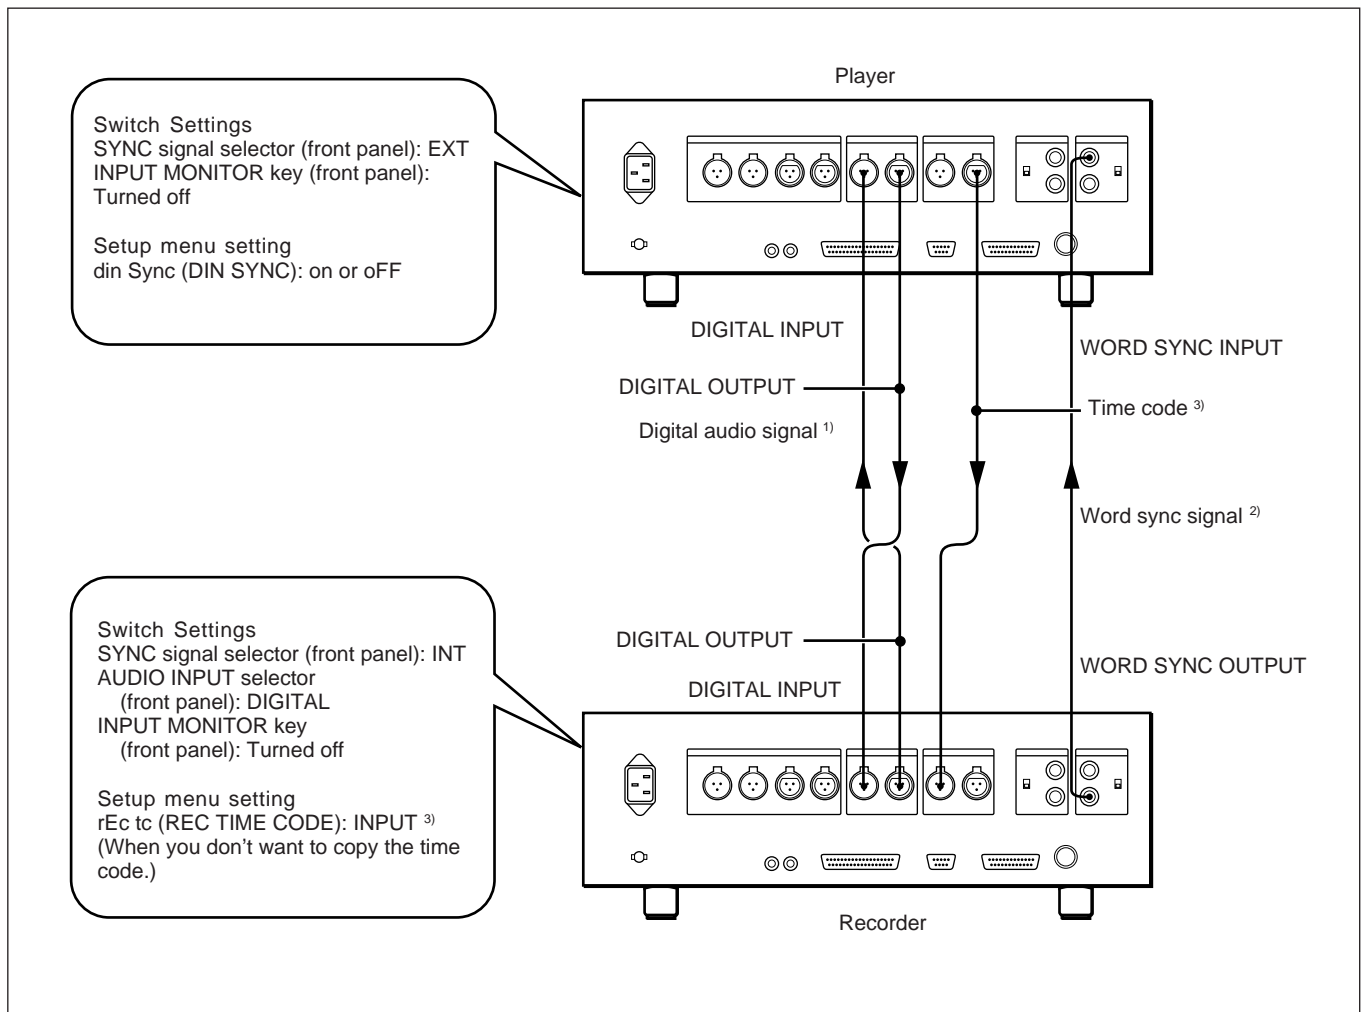 Player
Switch Settings
SYNC signal selector (front panel): EXT
INPUT MONITOR key (front panel):
Turned off
Setup menu setting
din Sync (DIN SYNC): on or oFF
DIGITAL INPUT
WORD SYNC INPUT
DIGITAL OUTPUT
Time code 3)
Digital audio signal 1)
Word sync signal 2)
Switch Settings
SYNC signal selector (front panel): INT
AUDIO INPUT selector
(front panel): DIGITAL
INPUT MONITOR key
(front panel): Turned off
Setup menu setting
rEc tc (REC TIME CODE): INPUT 3)
(When you don’t want to copy the time
code.)
DIGITAL OUTPUT
WORD SYNC OUTPUT
DIGITAL INPUT
Recorder